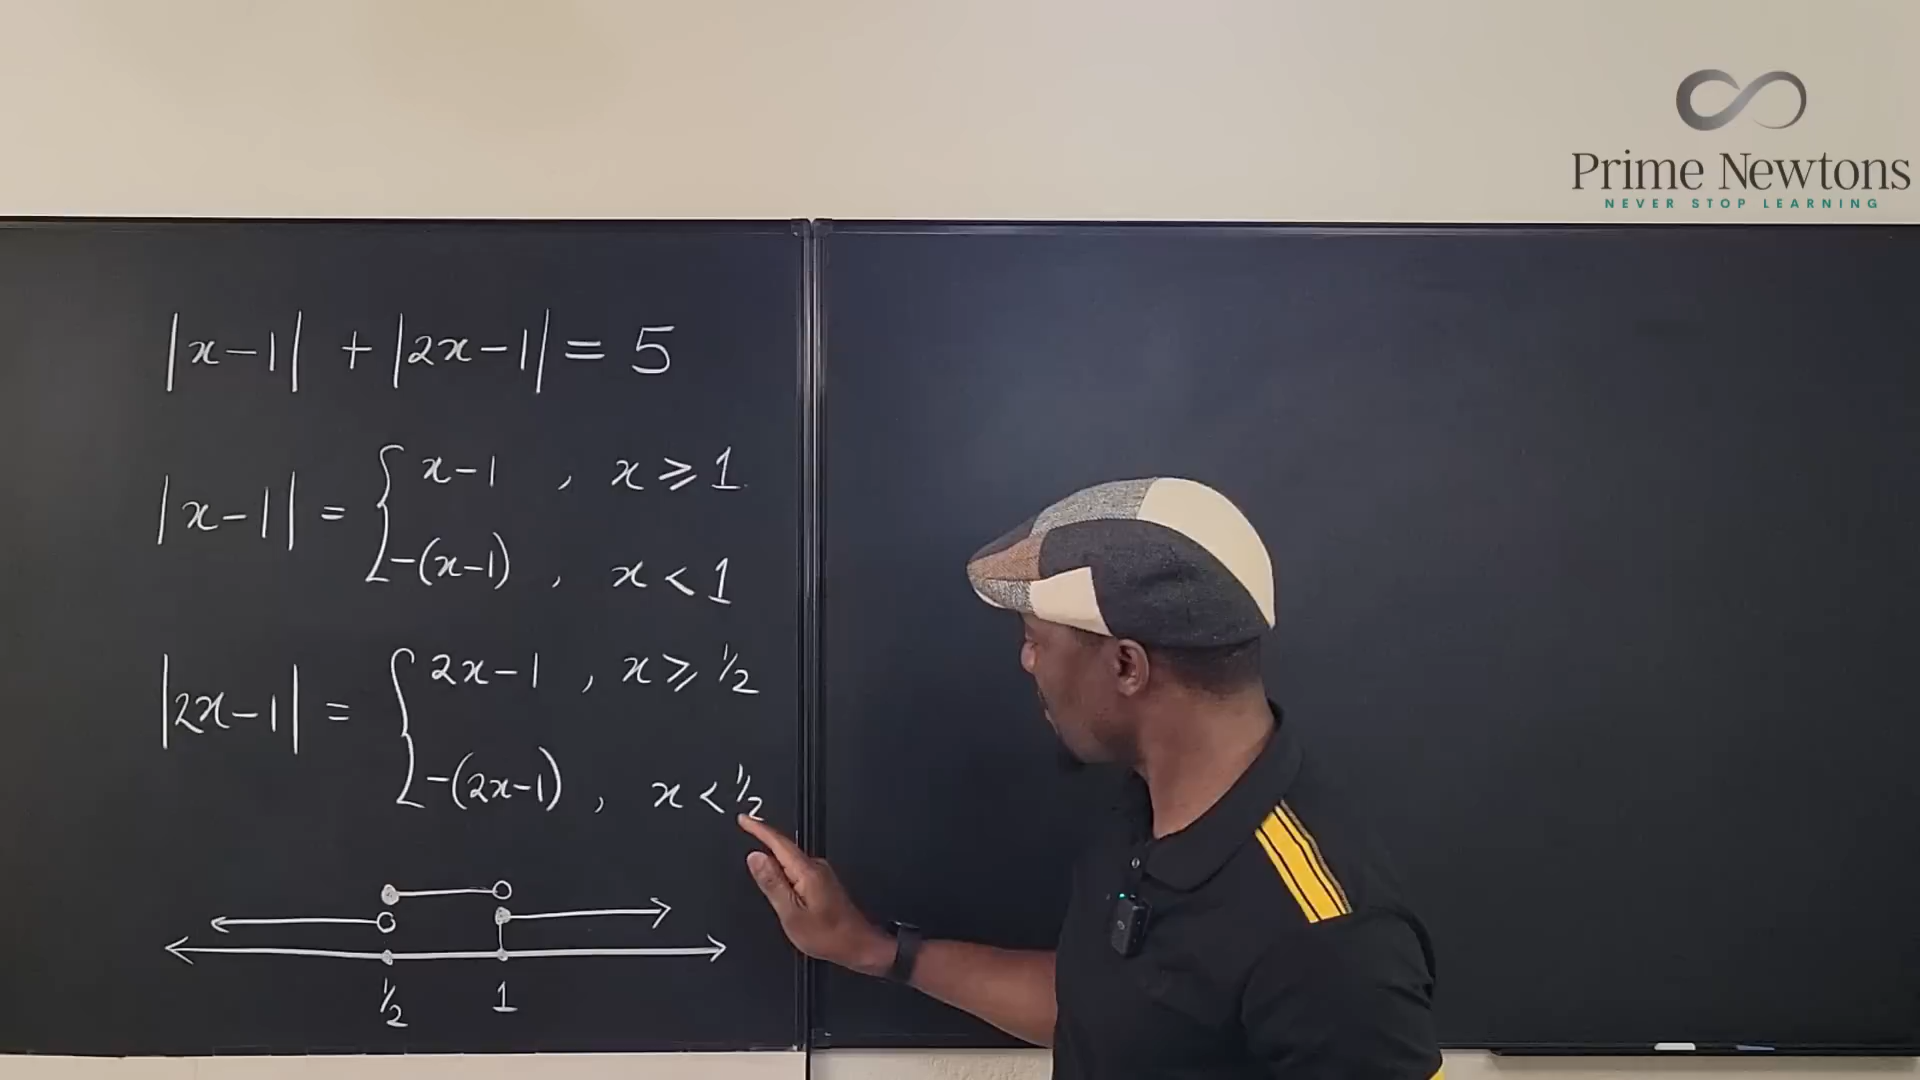 Prime Newtons
NEVER STOP LEARNING
|x-1| + |2x-1| = 5
|x-1| = { x-1 , x ⩾ 1
-(x-1) , x < 1
|2x-1| = { 2x-1 , x ⩾ 1/2
-(2x-1) , x < 1/2
1/2 1